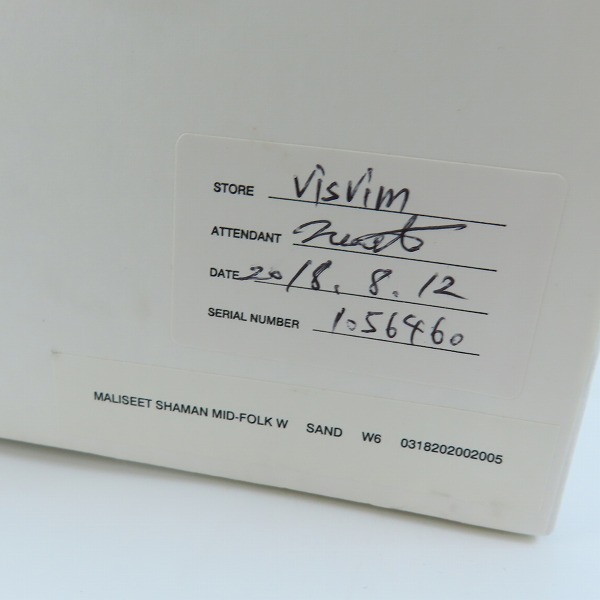 STORE visvim
ATTENDANT
DATE 2018.8.12
SERIAL NUMBER 1056460
MALISEET SHAMAN MID-FOLK W SAND W6 0318202002005